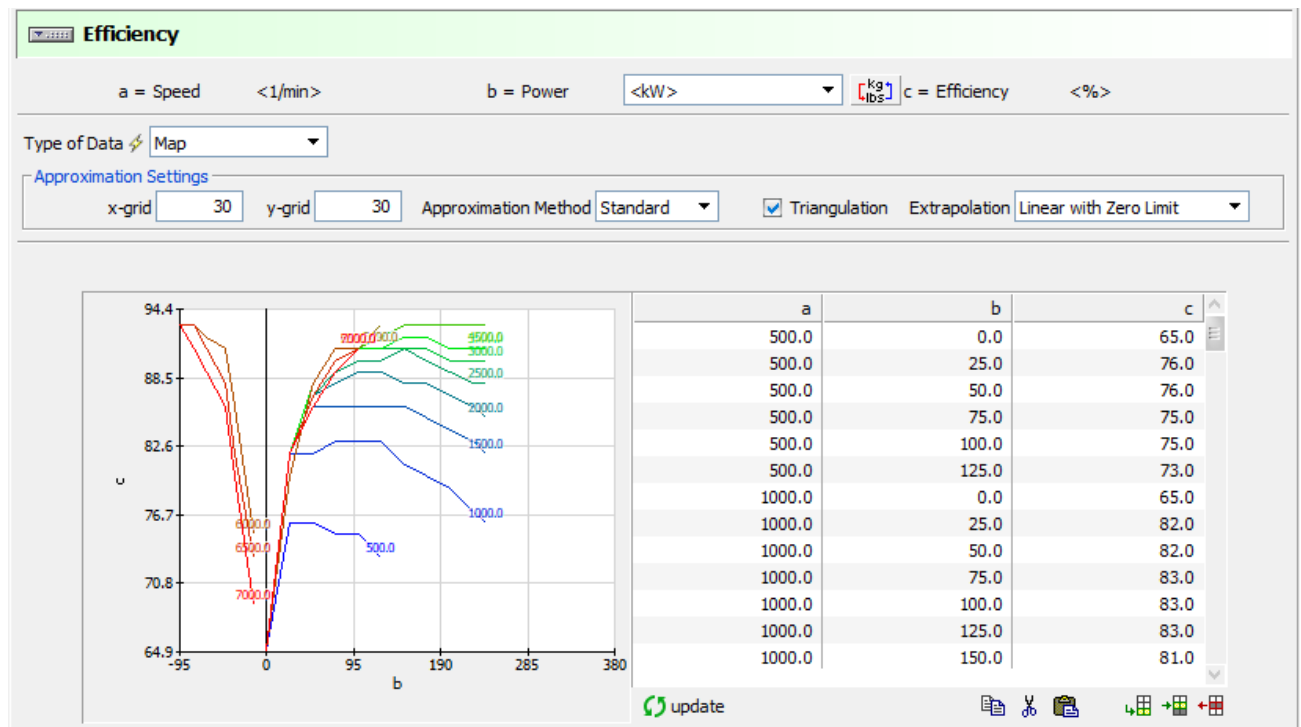 Efficiency
a = Speed <1/min> b = Power <kW> kg lbs c = Efficiency <%>
Type of Data Map
Approximation Settings
x-grid 30 y-grid 30 Approximation Method Standard Triangulation Extrapolation Linear with Zero Limit
94.4
88.5
82.6
76.7
70.8
64.9
c
-95 0 95 190 285 380
b
7000.0
4500.0
3000.0
2500.0
2000.0
1500.0
1000.0
500.0
6000.0
6500.0
7000.0
a b c
500.0 0.0 65.0
500.0 25.0 76.0
500.0 50.0 76.0
500.0 75.0 75.0
500.0 100.0 75.0
500.0 125.0 73.0
1000.0 0.0 65.0
1000.0 25.0 82.0
1000.0 50.0 82.0
1000.0 75.0 83.0
1000.0 100.0 83.0
1000.0 125.0 83.0
1000.0 150.0 81.0
update